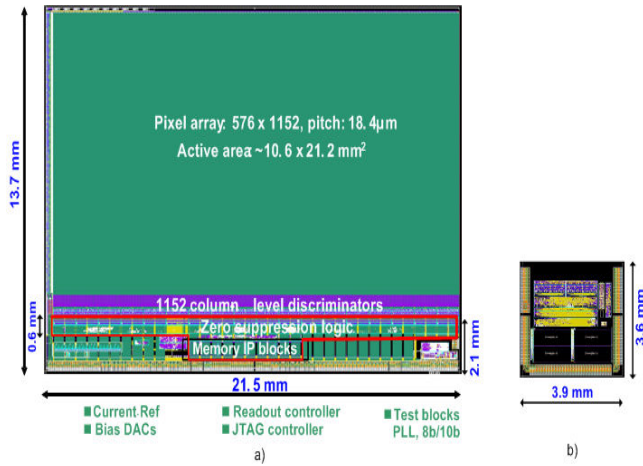 Pixel array: 576 x 1152, pitch: 18.4µm
Active area: ~10.6 x 21.2 mm²
13.7 mm
1152 column level discriminators
0.6 mm
Zero suppression logic
Memory IP blocks
2.1 mm
21.5 mm
3.6 mm
3.9 mm
Current Ref
Readout controller
Test blocks
Bias DACs
JTAG controller
PLL, 8b/10b
a)
b)